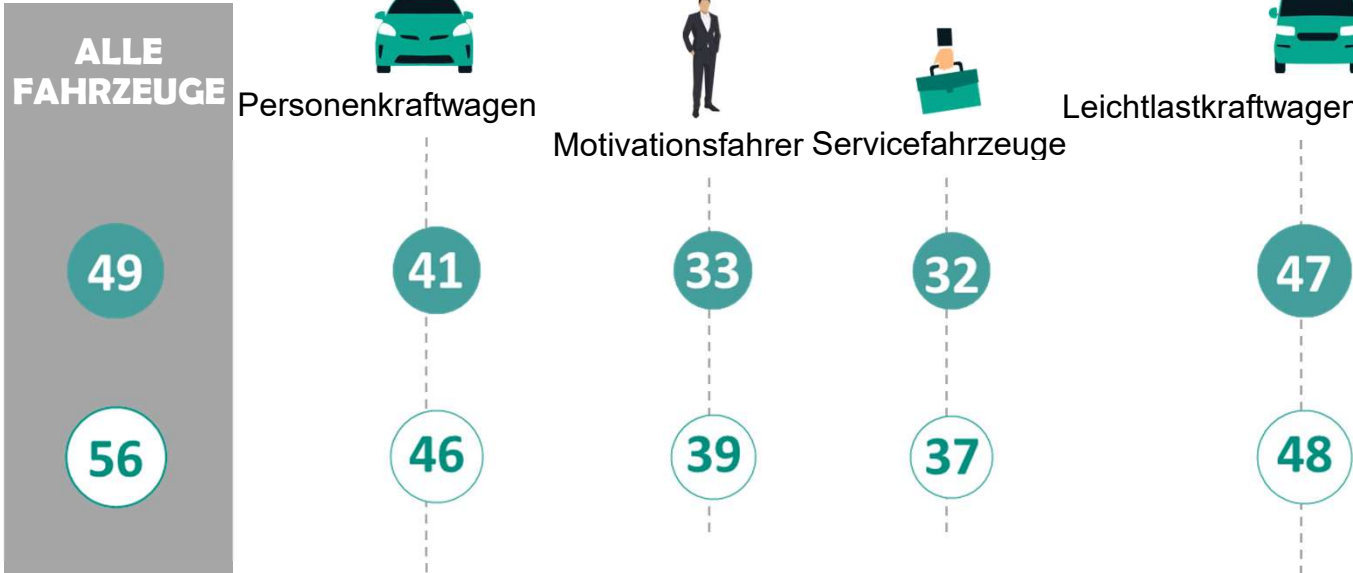 ALLE
FAHRZEUGE
Personenkraftwagen
Motivationsfahrer Servicefahrzeuge
Leichtlastkraftwagen
49 41 33 32 47
56 46 39 37 48